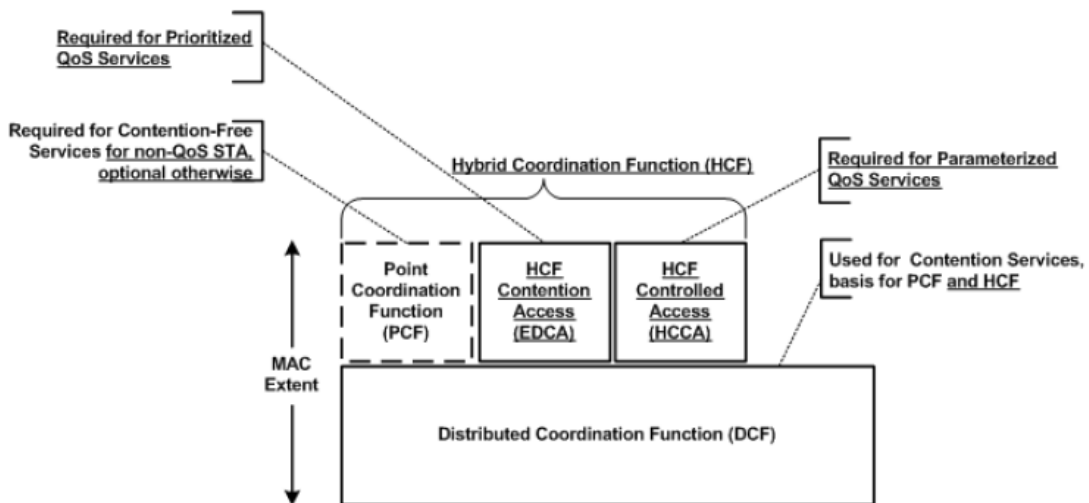 Required for Prioritized
QoS Services
Required for Contention-Free
Services for non-QoS STA,
optional otherwise
Hybrid Coordination Function (HCF)
Required for Parameterized
QoS Services
Used for Contention Services,
basis for PCF and HCF
Point
Coordination
Function
(PCF)
HCF
Contention
Access
(EDCA)
HCF
Controlled
Access
(HCCA)
MAC
Extent
Distributed Coordination Function (DCF)